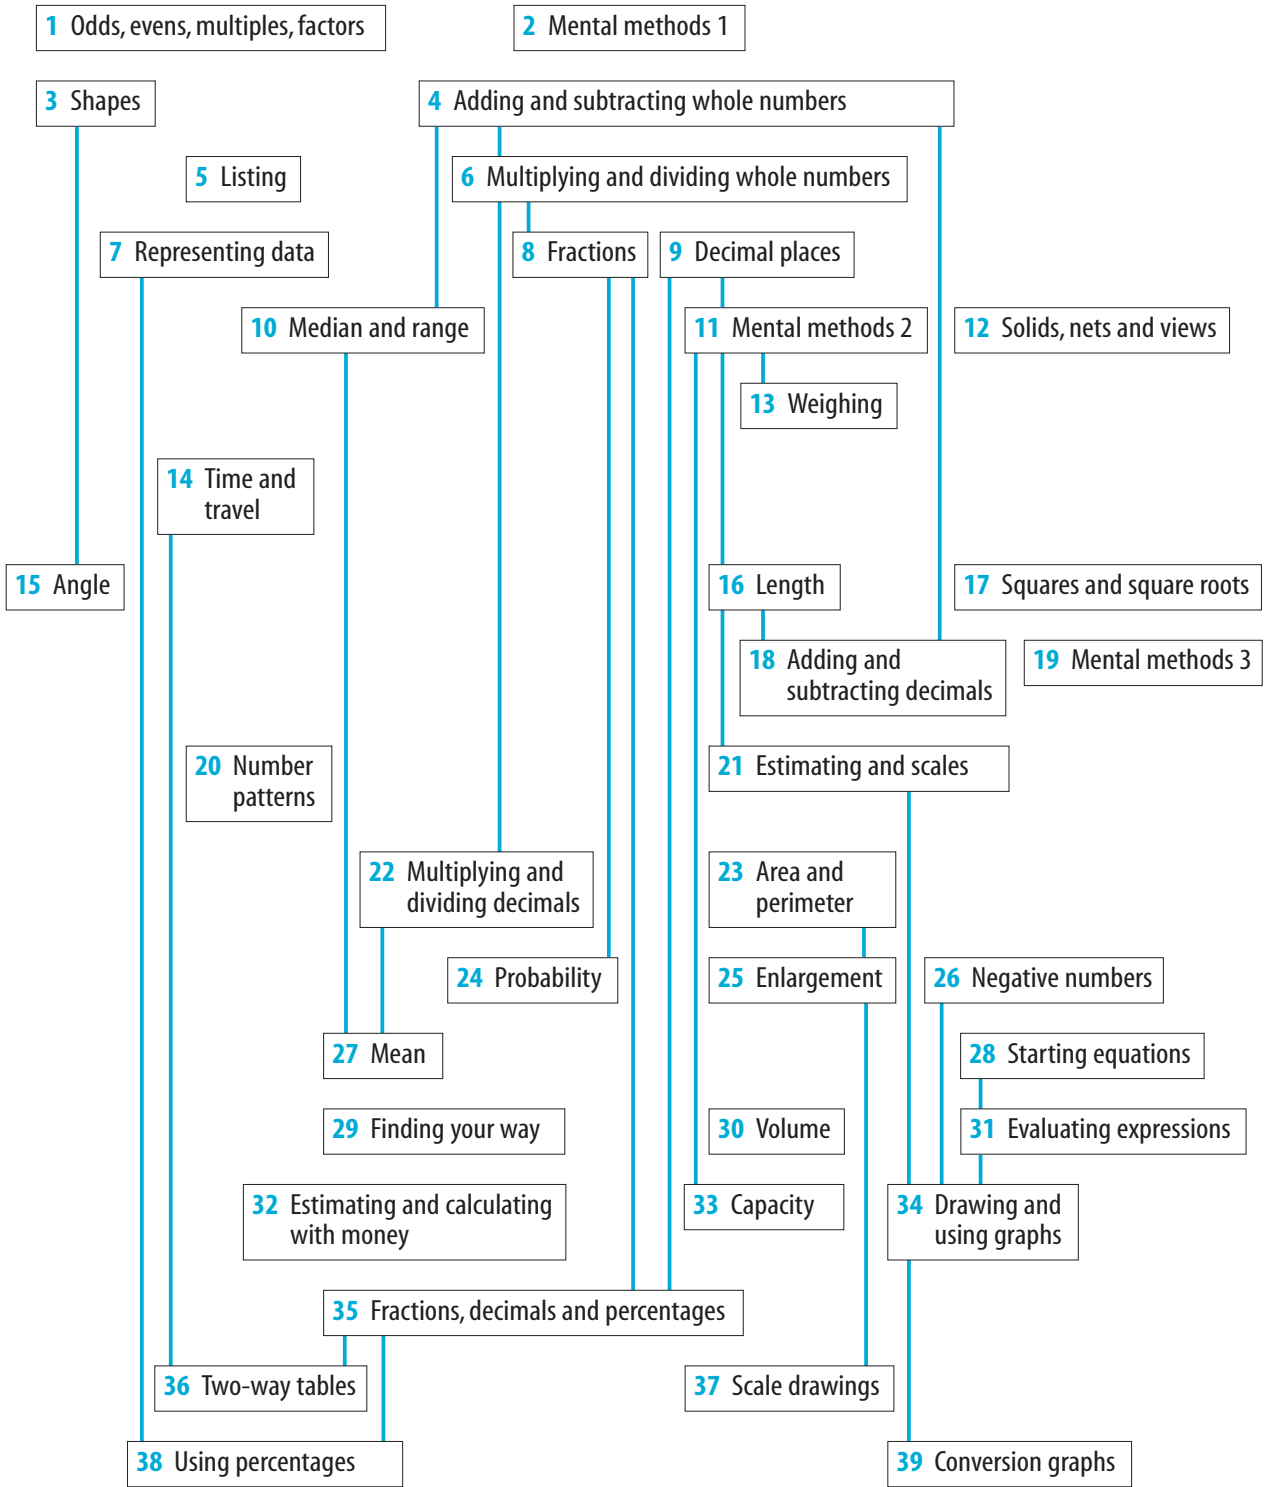 1 Odds, evens, multiples, factors
2 Mental methods 1
3 Shapes
4 Adding and subtracting whole numbers
5 Listing
6 Multiplying and dividing whole numbers
7 Representing data
8 Fractions
9 Decimal places
10 Median and range
11 Mental methods 2
12 Solids, nets and views
13 Weighing
14 Time and
travel
15 Angle
16 Length
17 Squares and square roots
18 Adding and
subtracting decimals
19 Mental methods 3
20 Number
patterns
21 Estimating and scales
22 Multiplying and
dividing decimals
23 Area and
perimeter
24 Probability
25 Enlargement
26 Negative numbers
27 Mean
28 Starting equations
29 Finding your way
30 Volume
31 Evaluating expressions
32 Estimating and calculating
with money
33 Capacity
34 Drawing and
using graphs
35 Fractions, decimals and percentages
36 Two-way tables
37 Scale drawings
38 Using percentages
39 Conversion graphs